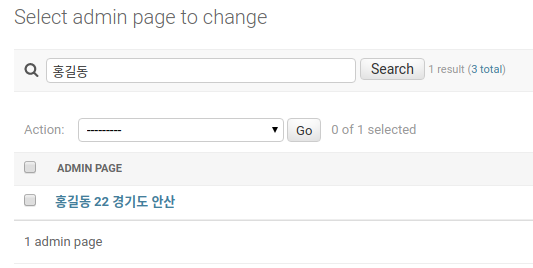 Select admin page to change
홍길동 Search 1 result (3 total)
Action: --------- Go 0 of 1 selected
ADMIN PAGE
홍길동 22 경기도 안산
1 admin page